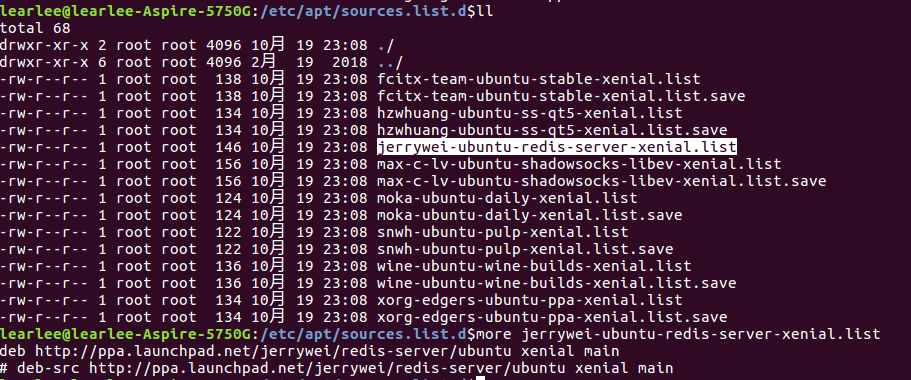 learlee@learlee-Aspire-5750G:/etc/apt/sources.list.d$ll
total 68
drwxr-xr-x 2 root root 4096 10月 19 23:08 ./
drwxr-xr-x 6 root root 4096 2月  19  2018 ../
-rw-r--r-- 1 root root  138 10月 19 23:08 fcitx-team-ubuntu-stable-xenial.list
-rw-r--r-- 1 root root  138 10月 19 23:08 fcitx-team-ubuntu-stable-xenial.list.save
-rw-r--r-- 1 root root  134 10月 19 23:08 hzwhuang-ubuntu-ss-qt5-xenial.list
-rw-r--r-- 1 root root  134 10月 19 23:08 hzwhuang-ubuntu-ss-qt5-xenial.list.save
-rw-r--r-- 1 root root  146 10月 19 23:08 jerrywei-ubuntu-redis-server-xenial.list
-rw-r--r-- 1 root root  156 10月 19 23:08 max-c-lv-ubuntu-shadowsocks-libev-xenial.list
-rw-r--r-- 1 root root  156 10月 19 23:08 max-c-lv-ubuntu-shadowsocks-libev-xenial.list.save
-rw-r--r-- 1 root root  124 10月 19 23:08 moka-ubuntu-daily-xenial.list
-rw-r--r-- 1 root root  124 10月 19 23:08 moka-ubuntu-daily-xenial.list.save
-rw-r--r-- 1 root root  122 10月 19 23:08 snwh-ubuntu-pulp-xenial.list
-rw-r--r-- 1 root root  122 10月 19 23:08 snwh-ubuntu-pulp-xenial.list.save
-rw-r--r-- 1 root root  136 10月 19 23:08 wine-ubuntu-wine-builds-xenial.list
-rw-r--r-- 1 root root  136 10月 19 23:08 wine-ubuntu-wine-builds-xenial.list.save
-rw-r--r-- 1 root root  134 10月 19 23:08 xorg-edgers-ubuntu-ppa-xenial.list
-rw-r--r-- 1 root root  134 10月 19 23:08 xorg-edgers-ubuntu-ppa-xenial.list.save
learlee@learlee-Aspire-5750G:/etc/apt/sources.list.d$more jerrywei-ubuntu-redis-server-xenial.list
deb http://ppa.launchpad.net/jerrywei/redis-server/ubuntu xenial main
# deb-src http://ppa.launchpad.net/jerrywei/redis-server/ubuntu xenial main